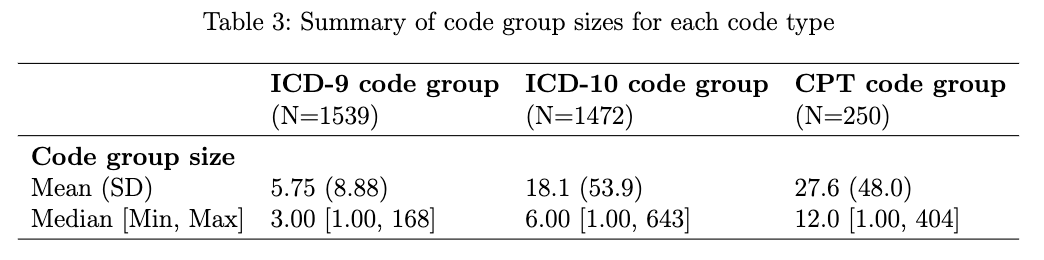 Table 3: Summary of code group sizes for each code type
ICD-9 code group ICD-10 code group CPT code group
(N=1539) (N=1472) (N=250)
Code group size
Mean (SD) 5.75 (8.88) 18.1 (53.9) 27.6 (48.0)
Median [Min, Max] 3.00 [1.00, 168] 6.00 [1.00, 643] 12.0 [1.00, 404]